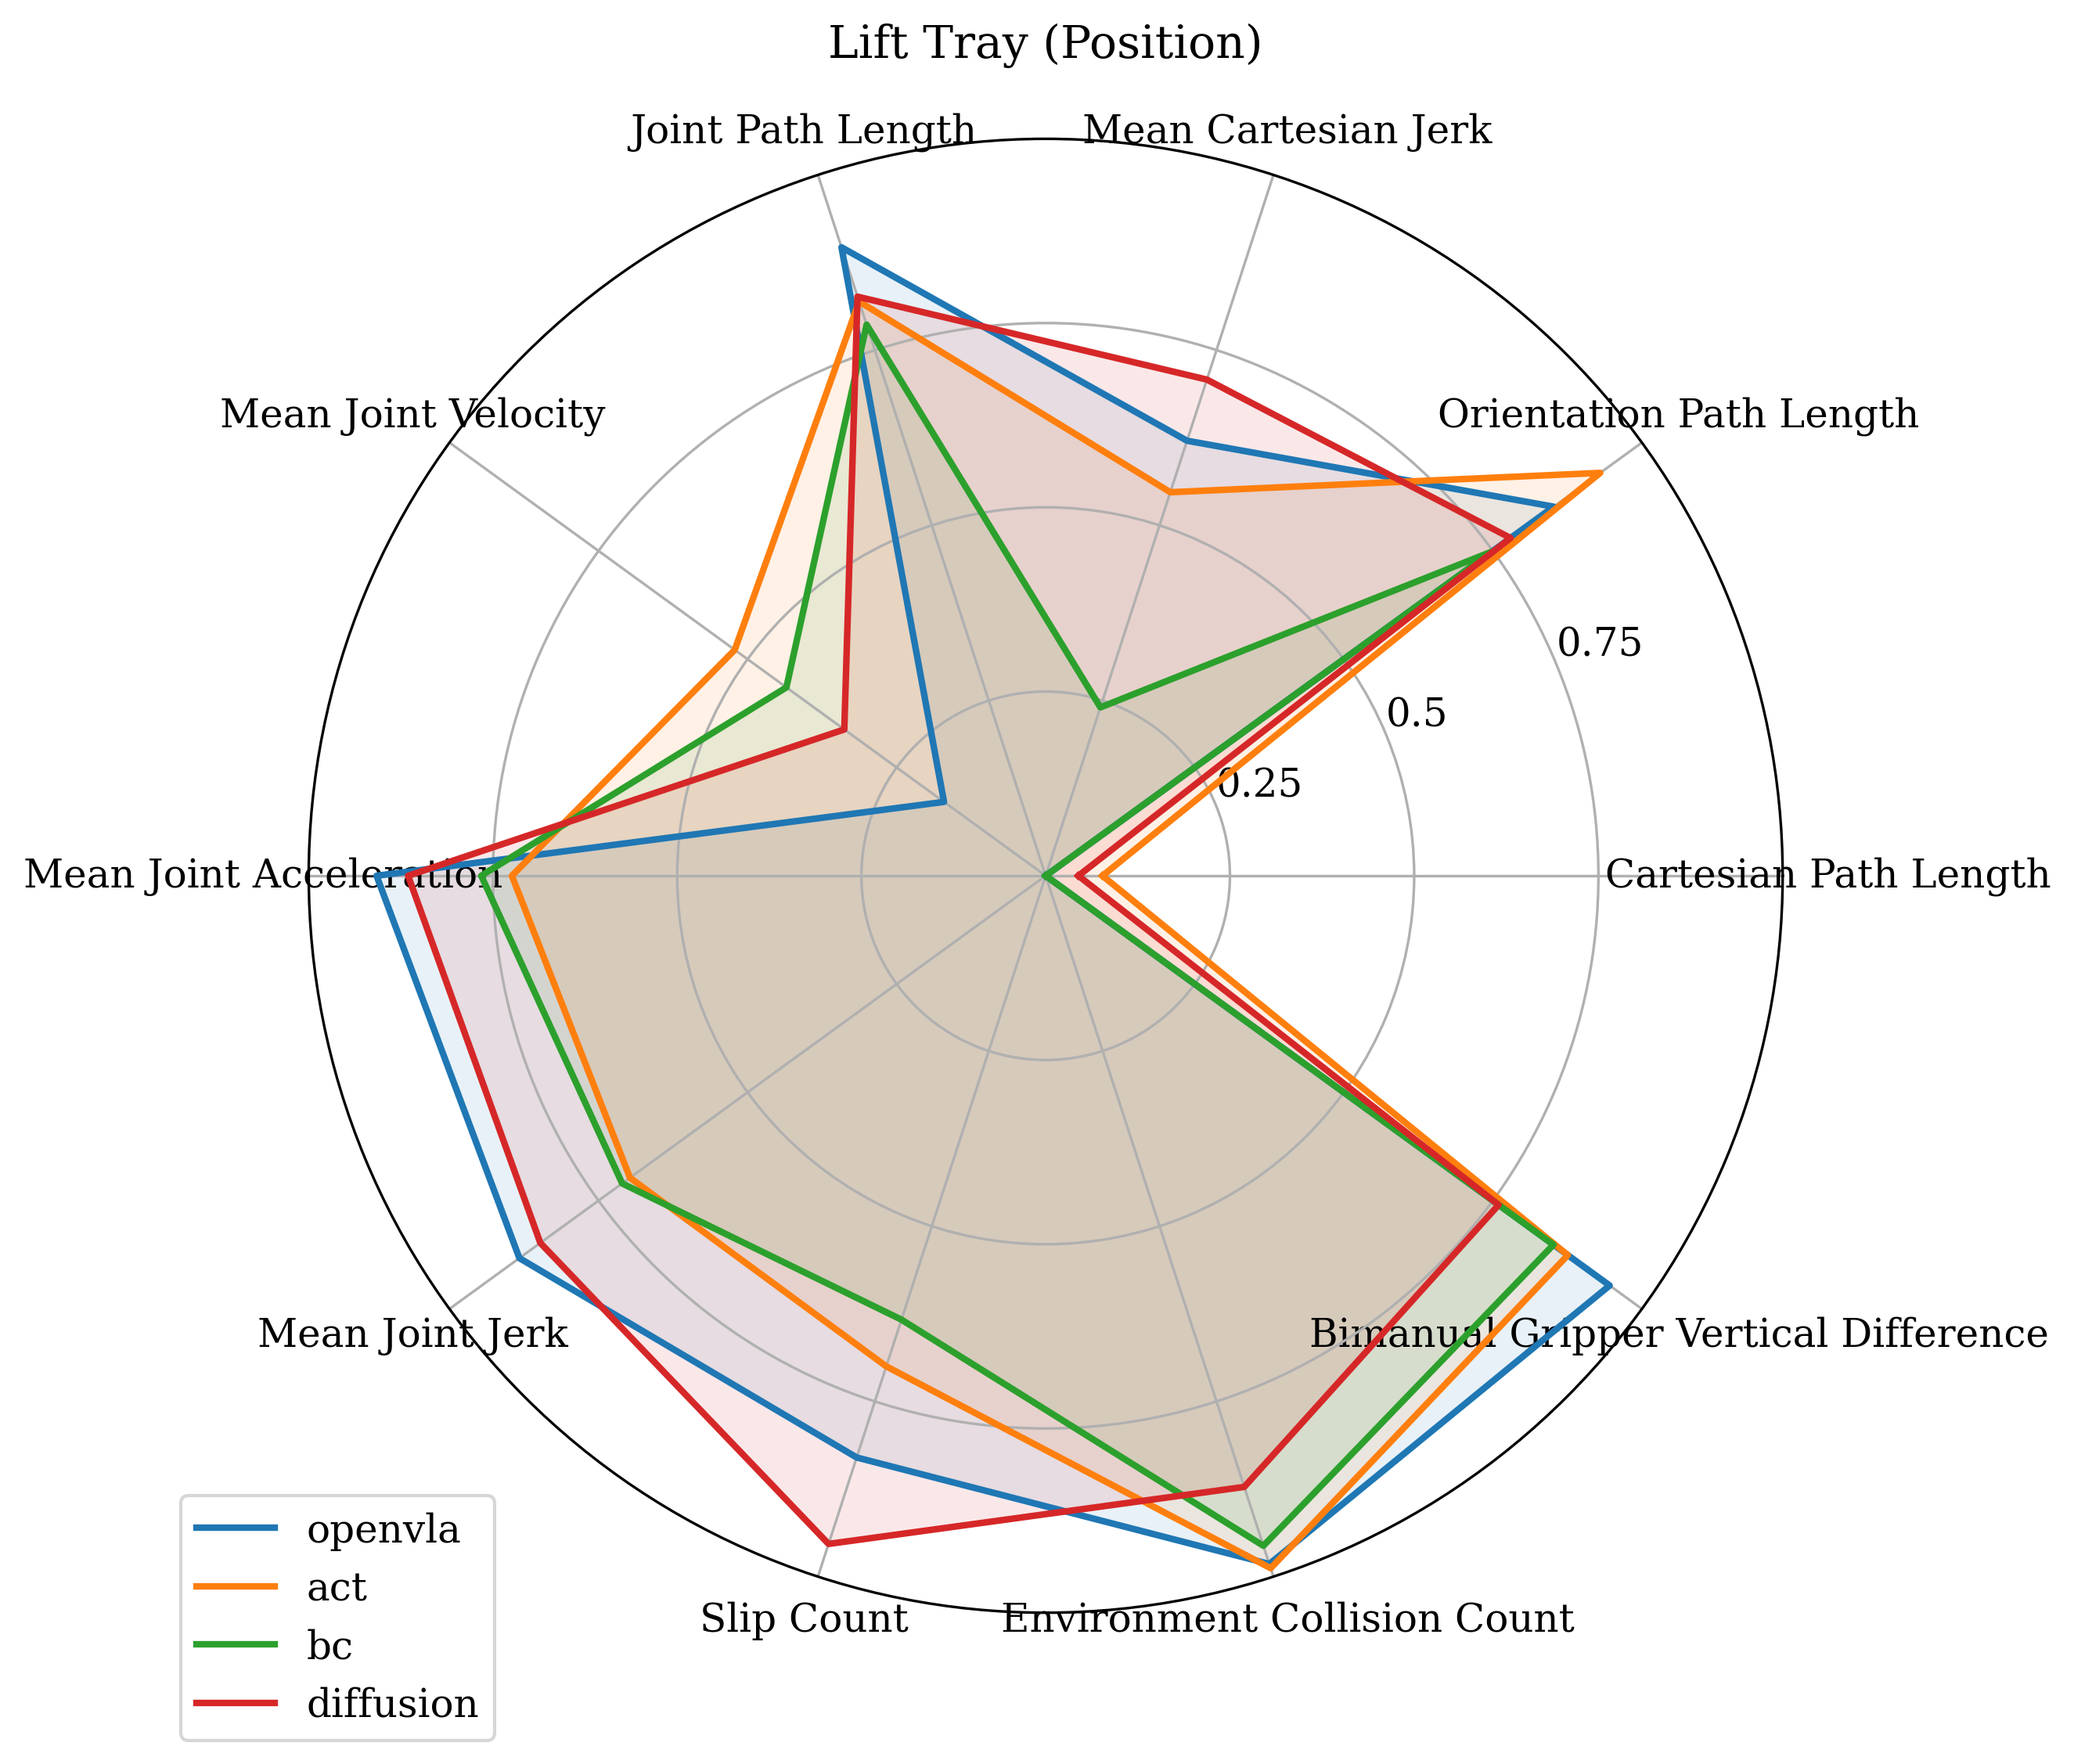 Lift Tray (Position)
Joint Path Length
Mean Cartesian Jerk
Mean Joint Velocity
Orientation Path Length
0.75
0.5
0.25
Mean Joint Acceleration
Cartesian Path Length
Mean Joint Jerk
Bimanual Gripper Vertical Difference
Slip Count
Environment Collision Count
openvla
act
bc
diffusion